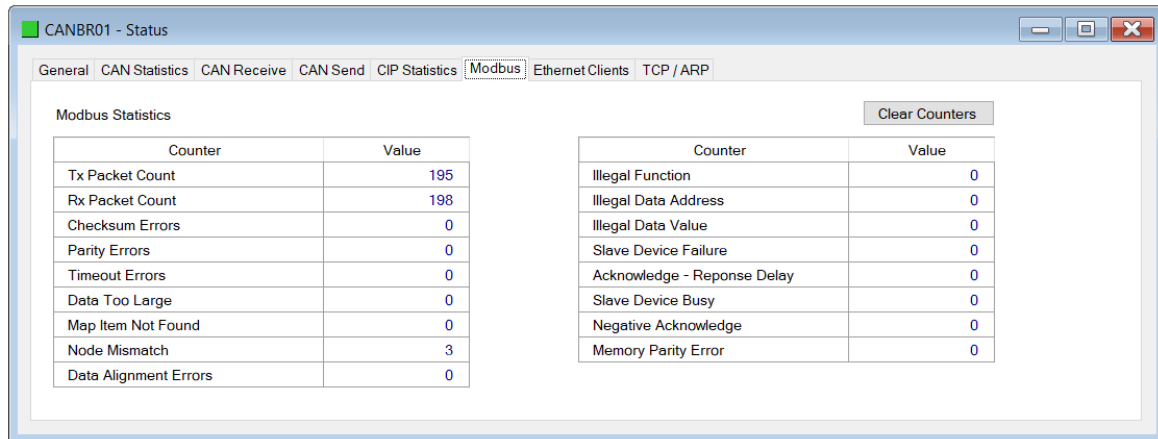 CANBR01 - Status
General CAN Statistics CAN Receive CAN Send CIP Statistics Modbus Ethernet Clients TCP / ARP
Modbus Statistics
Clear Counters
Counter Value
Tx Packet Count 195
Rx Packet Count 198
Checksum Errors 0
Parity Errors 0
Timeout Errors 0
Data Too Large 0
Map Item Not Found 0
Node Mismatch 3
Data Alignment Errors 0
Counter Value
Illegal Function 0
Illegal Data Address 0
Illegal Data Value 0
Slave Device Failure 0
Acknowledge - Reponse Delay 0
Slave Device Busy 0
Negative Acknowledge 0
Memory Parity Error 0